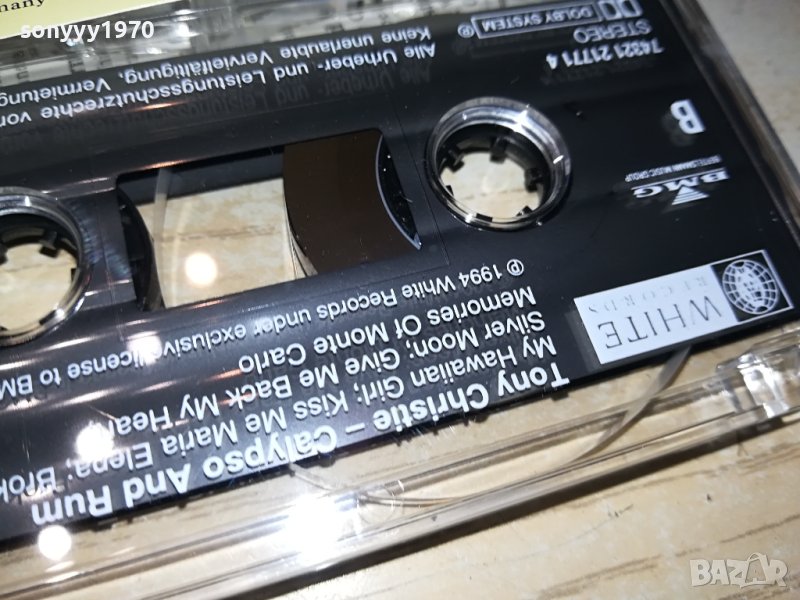 many
sonyyy1970
Tony Christie – Calypso And Rum
My Hawaiian Girl; Kiss Me Maria Elena; Brok
Silver Moon; Give Me Back My Heart
Memories Of Monte Carlo
℗ 1994 White Records under exclusive license to BM
WHITE
RECORDS
BMG
BERTELSMANN MUSIC GROUP
B
74321 21771 4
STEREO
DOLBY SYSTEM
Alle Urheber- und Leistungsschutzrechte vor
Keine unerlaubte Vervielfältigung, Vermietung
BAZAR